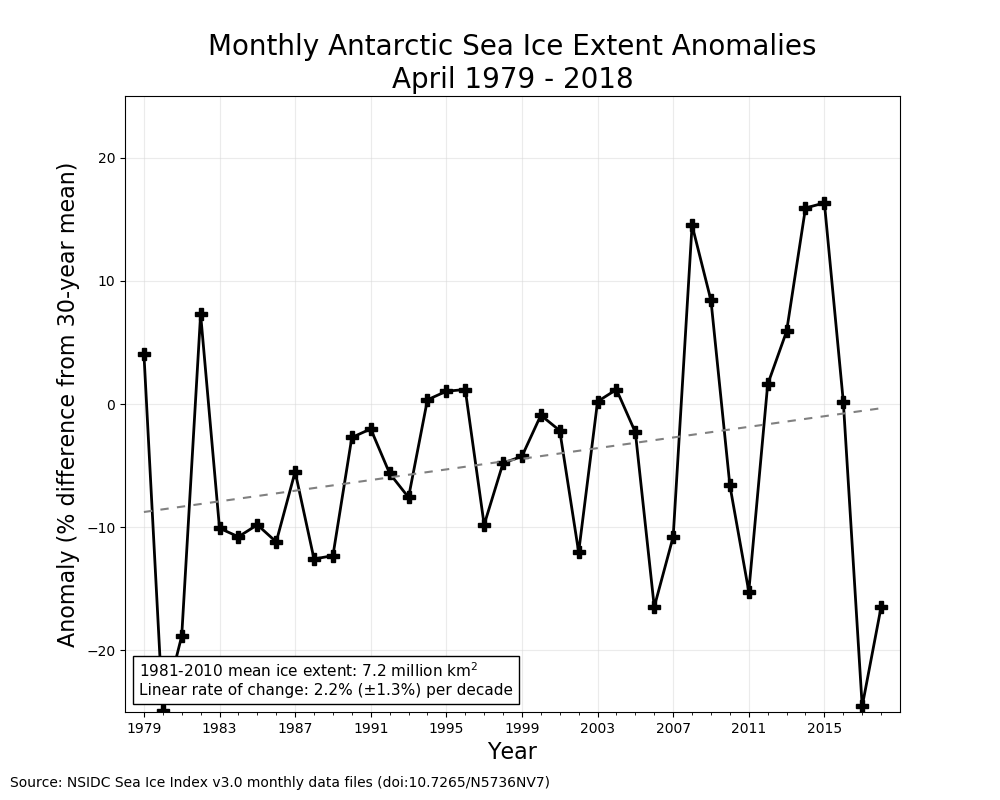 Monthly Antarctic Sea Ice Extent Anomalies
April 1979 - 2018
Anomaly (% difference from 30-year mean)
20
10
0
−10
−20
1981-2010 mean ice extent: 7.2 million km²
Linear rate of change: 2.2% (±1.3%) per decade
1979 1983 1987 1991 1995 1999 2003 2007 2011 2015
Year
Source: NSIDC Sea Ice Index v3.0 monthly data files (doi:10.7265/N5736NV7)